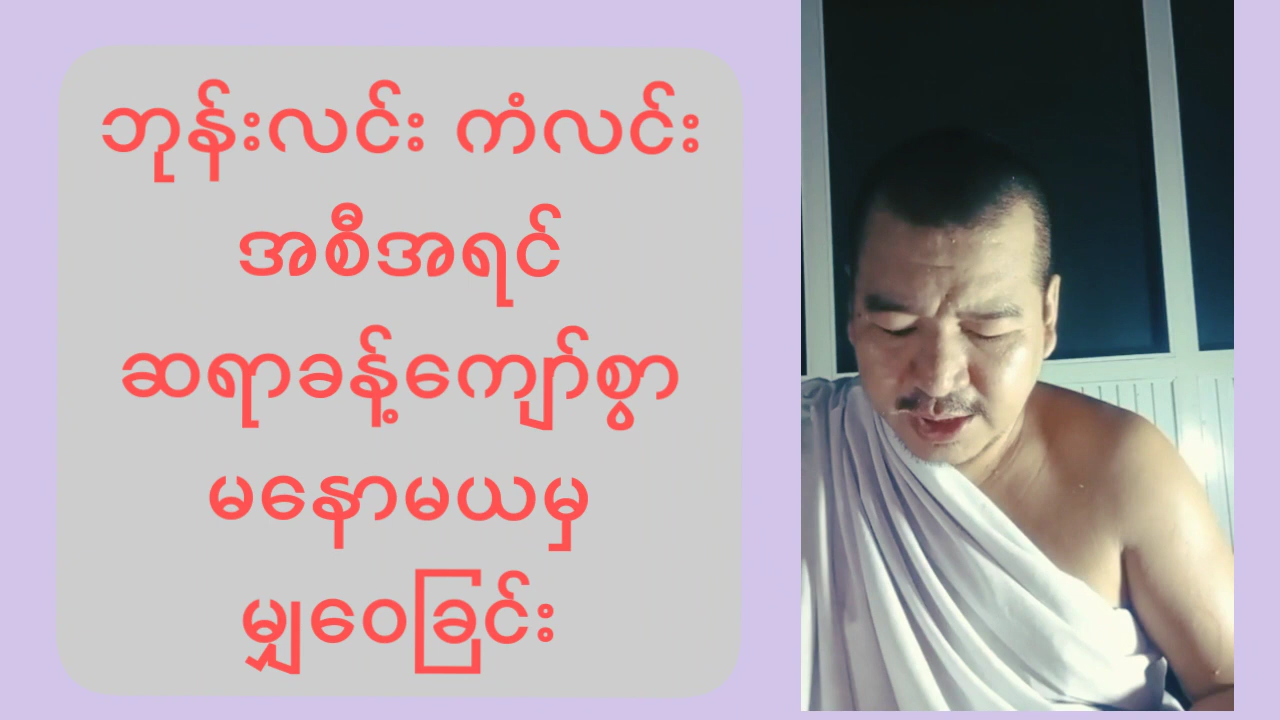 ဘုန်းလင်း ကံလင်း
အစီအရင်
ဆရာခန့်ကျော်စွာ
မနောမယမှ
မျှဝေခြင်း